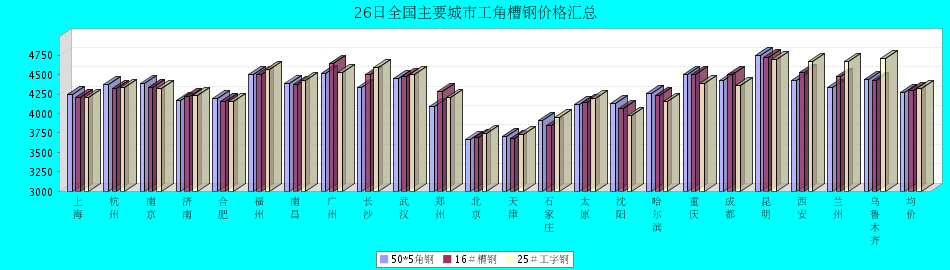 26日全国主要城市工角槽钢价格汇总
4750
4500
4250
4000
3750
3500
3250
3000
上海
杭州
南京
济南
合肥
福州
南昌
广州
长沙
武汉
郑州
北京
天津
石家庄
太原
沈阳
哈尔滨
重庆
成都
昆明
西安
兰州
乌鲁木齐
均价
50*5角钢
16#槽钢
25#工字钢